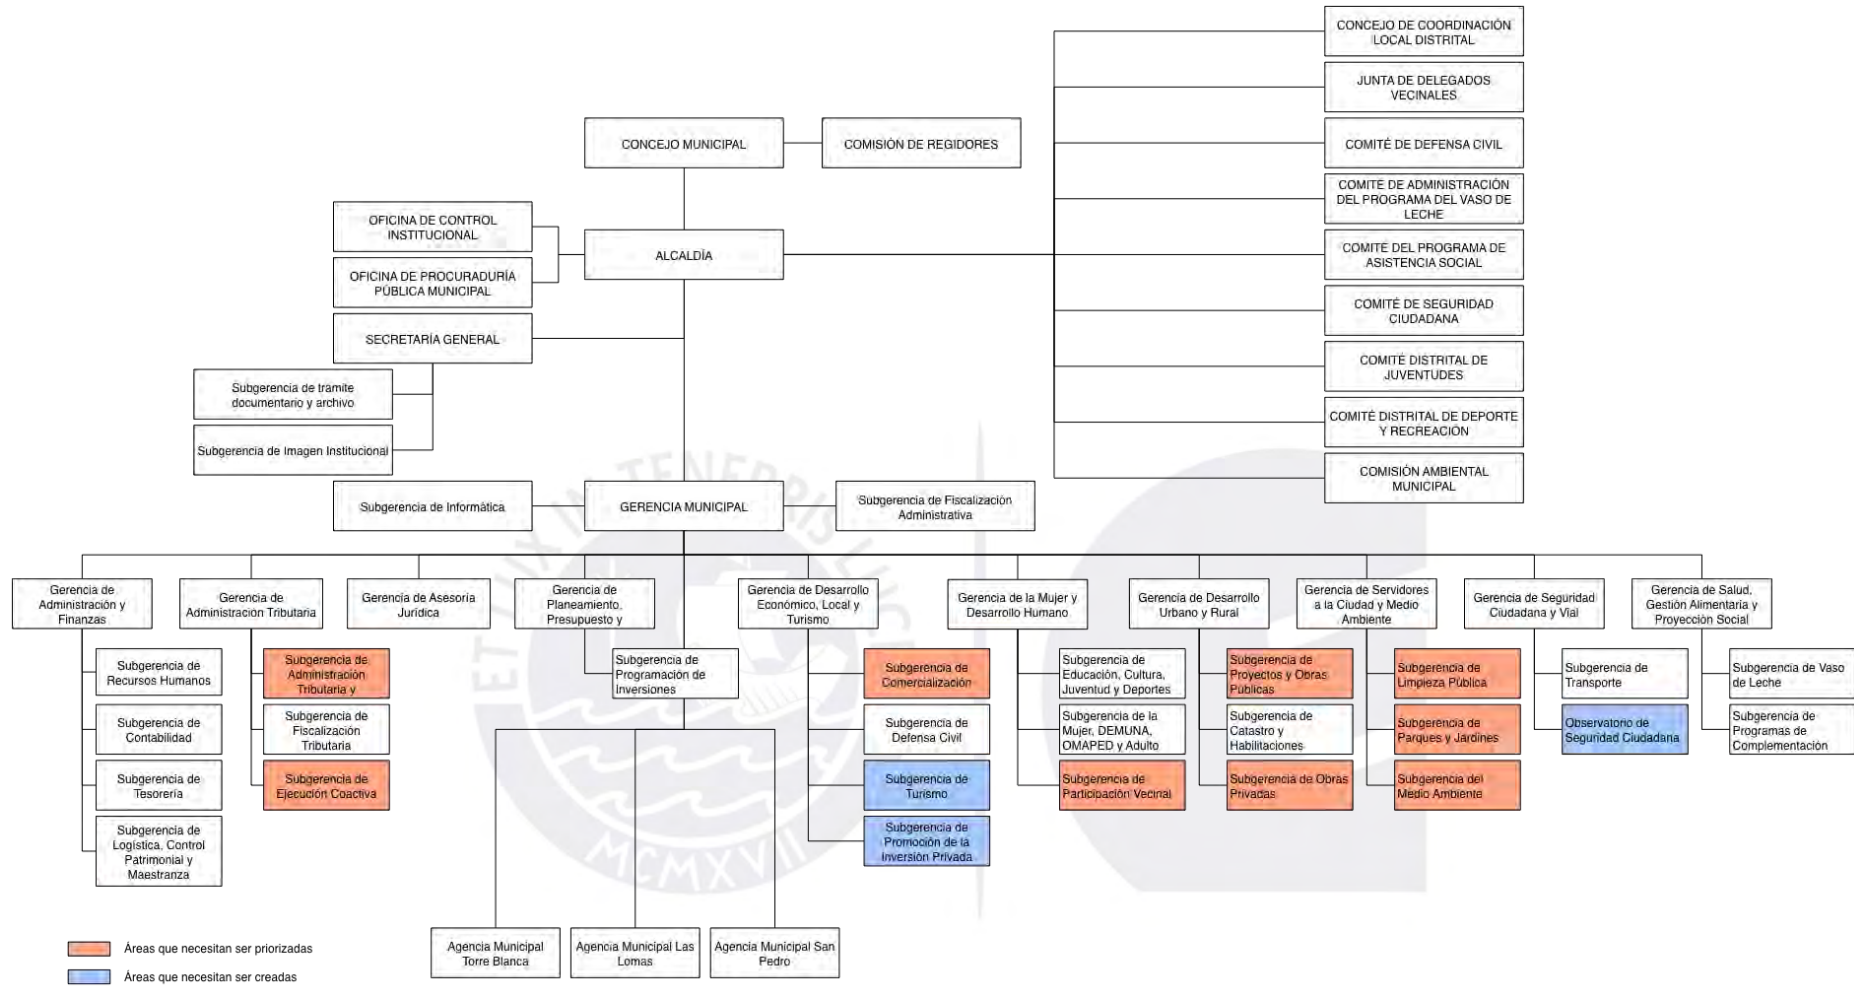 CONCEJO DE COORDINACIÓN
LOCAL DISTRITAL
JUNTA DE DELEGADOS
VECINALES
CONCEJO MUNICIPAL
COMISIÓN DE REGIDORES
COMITÉ DE DEFENSA CIVIL
COMITÉ DE ADMINISTRACIÓN
DEL PROGRAMA DEL VASO DE
LECHE
OFICINA DE CONTROL
INSTITUCIONAL
ALCALDÍA
COMITÉ DEL PROGRAMA DE
ASISTENCIA SOCIAL
OFICINA DE PROCURADURÍA
PÚBLICA MUNICIPAL
COMITÉ DE SEGURIDAD
CIUDADANA
SECRETARÍA GENERAL
COMITÉ DISTRITAL DE
JUVENTUDES
Subgerencia de trámite
documentario y archivo
COMITÉ DISTRITAL DE DEPORTE
Y RECREACIÓN
Subgerencia de Imagen Institucional
COMISIÓN AMBIENTAL
MUNICIPAL
Subgerencia de Informática
GERENCIA MUNICIPAL
Subgerencia de Fiscalización
Administrativa
Gerencia de
Administración y
Finanzas
Gerencia de
Administración Tributaria
Gerencia de Asesoría
Jurídica
Gerencia de
Planeamiento,
Presupuesto y
Gerencia de Desarrollo
Económico, Local y
Turismo
Gerencia de la Mujer y
Desarrollo Humano
Gerencia de Desarrollo
Urbano y Rural
Gerencia de Servidores
a la Ciudad y Medio
Ambiente
Gerencia de Seguridad
Ciudadana y Vial
Gerencia de Salud,
Gestión Alimentaria y
Proyección Social
Subgerencia de
Recursos Humanos
Subgerencia de
Administración
Tributaria y
Subgerencia de
Programación de
Inversiones
Subgerencia de
Comercialización
Subgerencia de
Educación, Cultura,
Juventud y Deportes
Subgerencia de
Proyectos y Obras
Públicas
Subgerencia de
Limpieza Pública
Subgerencia de
Transporte
Subgerencia de Vaso
de Leche
Subgerencia de
Contabilidad
Subgerencia de
Fiscalización
Tributaria
Subgerencia de
Defensa Civil
Subgerencia de la
Mujer, DEMUNA,
OMAPED y Adulto
Subgerencia de
Catastro y
Habilitaciones
Subgerencia de
Parques y Jardines
Observatorio de
Seguridad Ciudadana
Subgerencia de
Programas de
Complementación
Subgerencia de
Tesorería
Subgerencia de
Ejecución Coactiva
Subgerencia de
Turismo
Subgerencia de
Participación Vecinal
Subgerencia de Obras
Privadas
Subgerencia del
Medio Ambiente
Subgerencia de
Logística, Control
Patrimonial y
Maestranza
Subgerencia de
Promoción de la
Inversión Privada
Agencia Municipal
Torre Blanca
Agencia Municipal Las
Lomas
Agencia Municipal San
Pedro
Áreas que necesitan ser priorizadas
Áreas que necesitan ser creadas
ET LUX IN TENEBRIS LUCET
MCMXVII